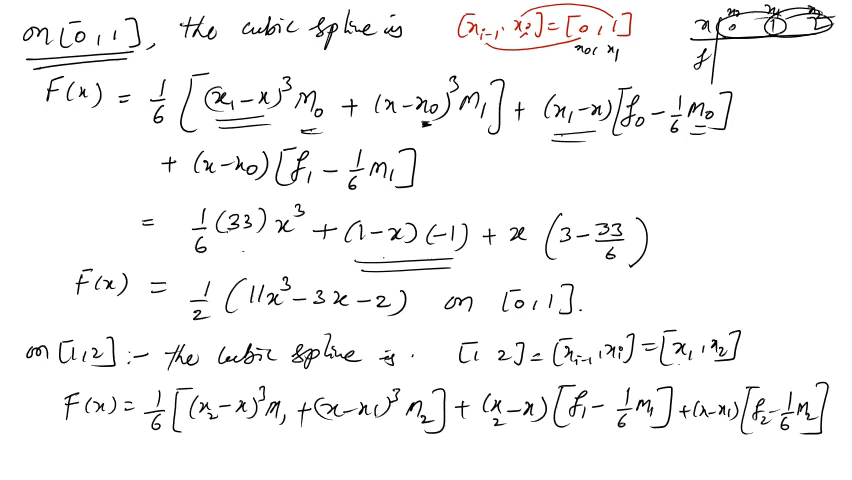 on [0, 1], the cubic spline is [x_{i-1}, x_i] = [0, 1]
x_0, x_1
x 0 1 2
x_0 x_1 x_2
f
F(x) = 1/6 [(x_1-x)^3 M_0 + (x-x_0)^3 M_1] + (x_1-x)[f_0 - 1/6 M_0]
+ (x-x_0)[f_1 - 1/6 M_1]
= 1/6 (33) x^3 + (1-x)(-1) + x (3 - 33/6)
F(x) = 1/2 (11x^3 - 3x - 2) on [0, 1].
on [1, 2] :- the cubic spline is. [1 2] = [x_{i-1}, x_i] = [x_1, x_2]
F(x) = 1/6 [(x_2-x)^3 M_1 + (x-x_1)^3 M_2] + (x_2-x)[f_1 - 1/6 M_1] + (x-x_1)[f_2 - 1/6 M_2]